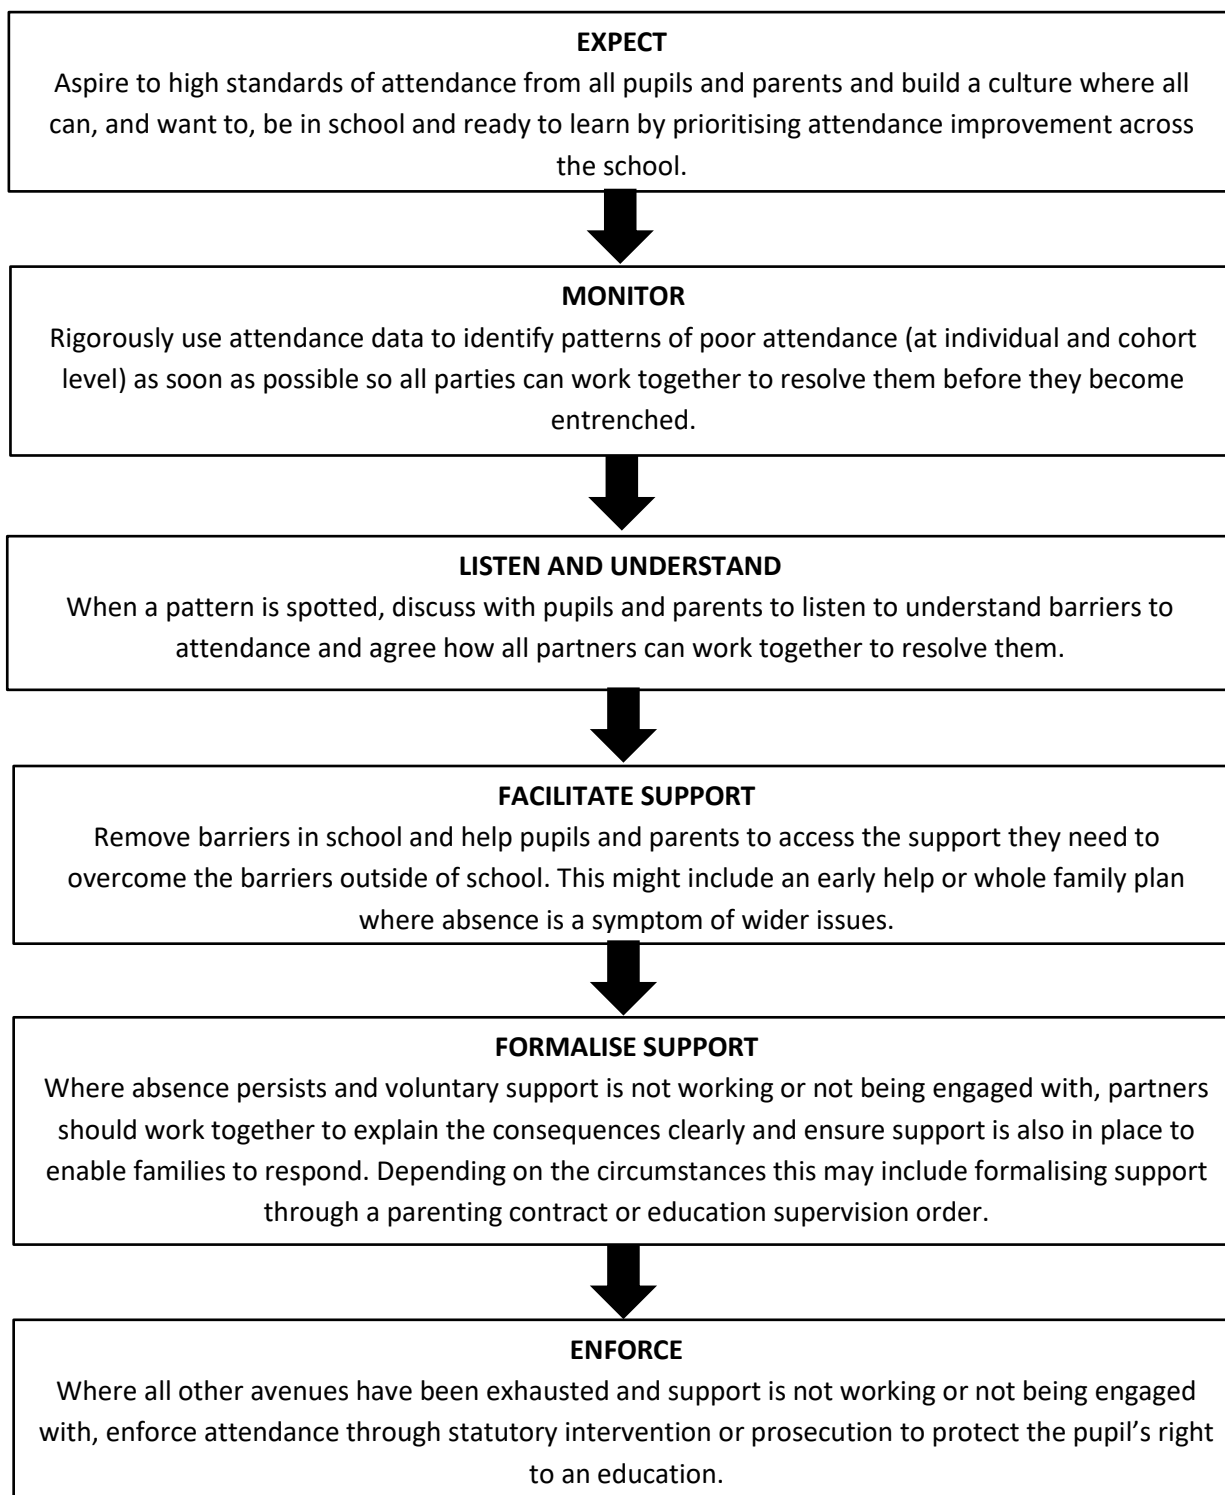 EXPECT
Aspire to high standards of attendance from all pupils and parents and build a culture where all
can, and want to, be in school and ready to learn by prioritising attendance improvement across
the school.
MONITOR
Rigorously use attendance data to identify patterns of poor attendance (at individual and cohort
level) as soon as possible so all parties can work together to resolve them before they become
entrenched.
LISTEN AND UNDERSTAND
When a pattern is spotted, discuss with pupils and parents to listen to understand barriers to
attendance and agree how all partners can work together to resolve them.
FACILITATE SUPPORT
Remove barriers in school and help pupils and parents to access the support they need to
overcome the barriers outside of school. This might include an early help or whole family plan
where absence is a symptom of wider issues.
FORMALISE SUPPORT
Where absence persists and voluntary support is not working or not being engaged with, partners
should work together to explain the consequences clearly and ensure support is also in place to
enable families to respond. Depending on the circumstances this may include formalising support
through a parenting contract or education supervision order.
ENFORCE
Where all other avenues have been exhausted and support is not working or not being engaged
with, enforce attendance through statutory intervention or prosecution to protect the pupil’s right
to an education.